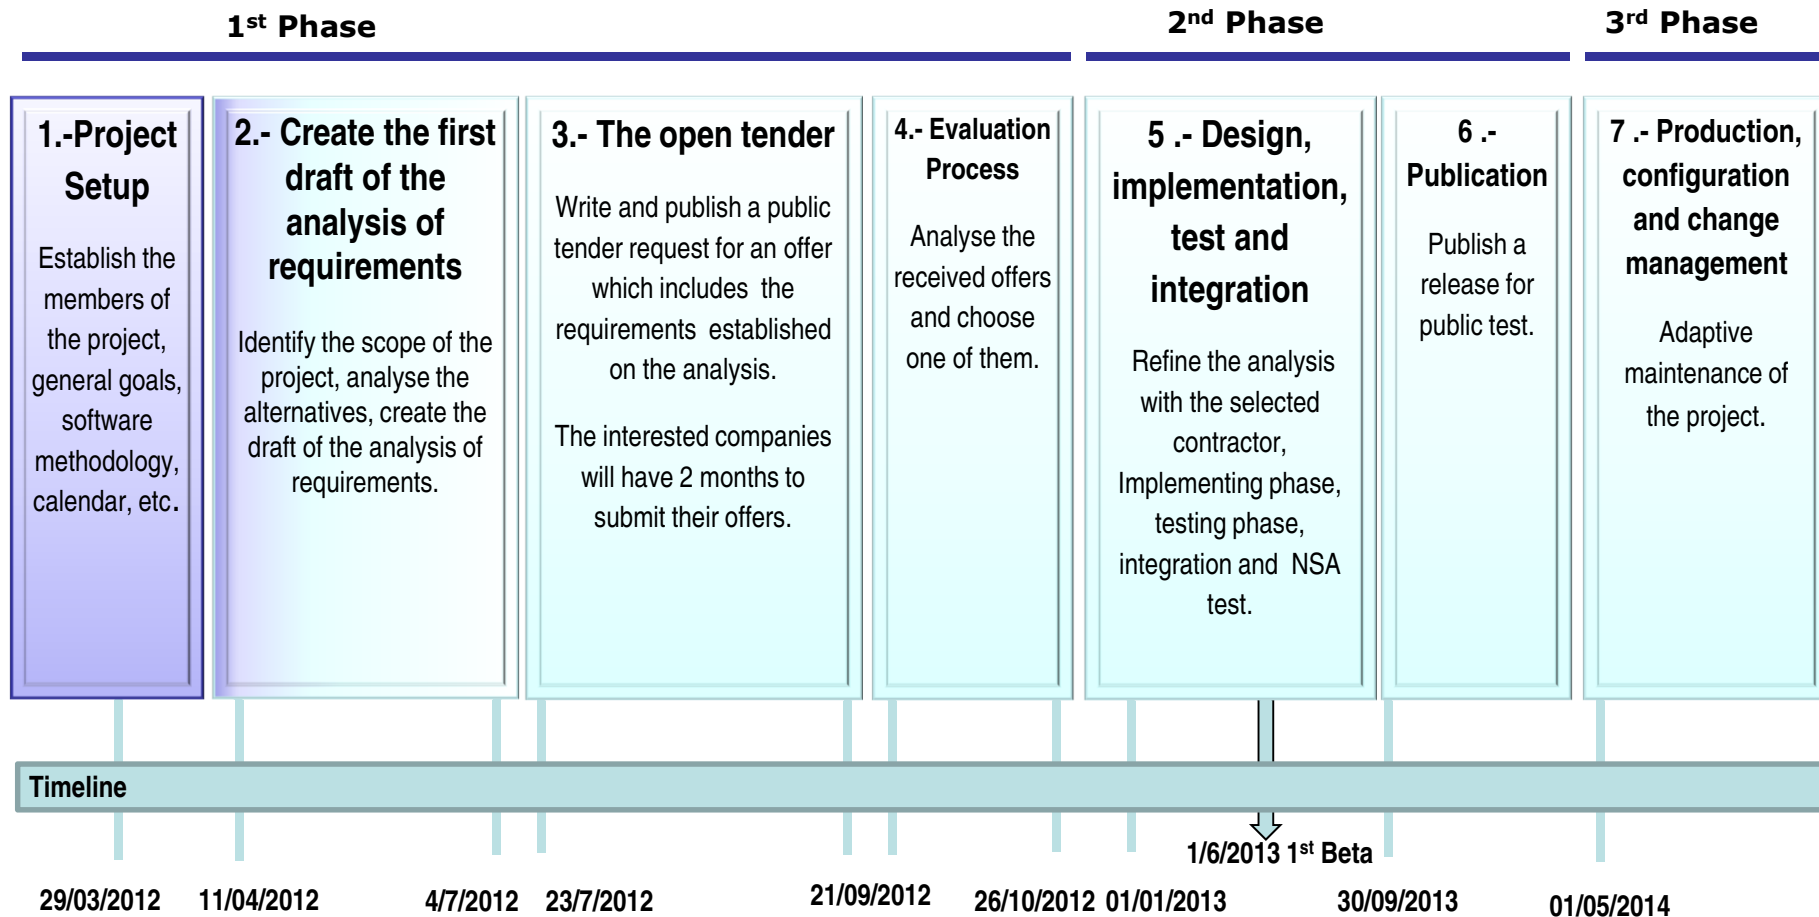 1st Phase
2nd Phase
3rd Phase
1.-Project
Setup
Establish the
members of
the project,
general goals,
software
methodology,
calendar, etc.
2.- Create the first
draft of the
analysis of
requirements
Identify the scope of the
project, analyse the
alternatives, create the
draft of the analysis of
requirements.
3.- The open tender
Write and publish a public
tender request for an offer
which includes the
requirements established
on the analysis.
The interested companies
will have 2 months to
submit their offers.
4.- Evaluation
Process
Analyse the
received offers
and choose
one of them.
5 .- Design,
implementation,
test and
integration
Refine the analysis
with the selected
contractor,
Implementing phase,
testing phase,
integration and NSA
test.
6 .-
Publication
Publish a
release for
public test.
7 .- Production,
configuration
and change
management
Adaptive
maintenance of
the project.
Timeline
1/6/2013 1st Beta
29/03/2012
11/04/2012
4/7/2012
23/7/2012
21/09/2012
26/10/2012
01/01/2013
30/09/2013
01/05/2014